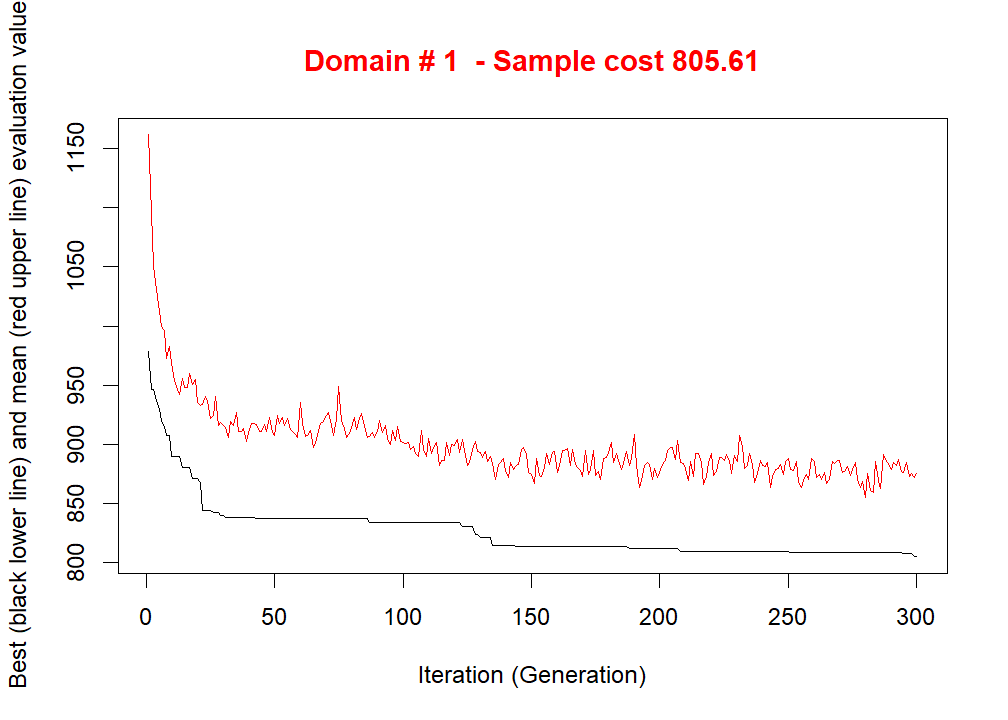 Domain # 1  - Sample cost 805.61
Best (black lower line) and mean (red upper line) evaluation value
1150
1050
950
900
850
800
0 50 100 150 200 250 300
Iteration (Generation)